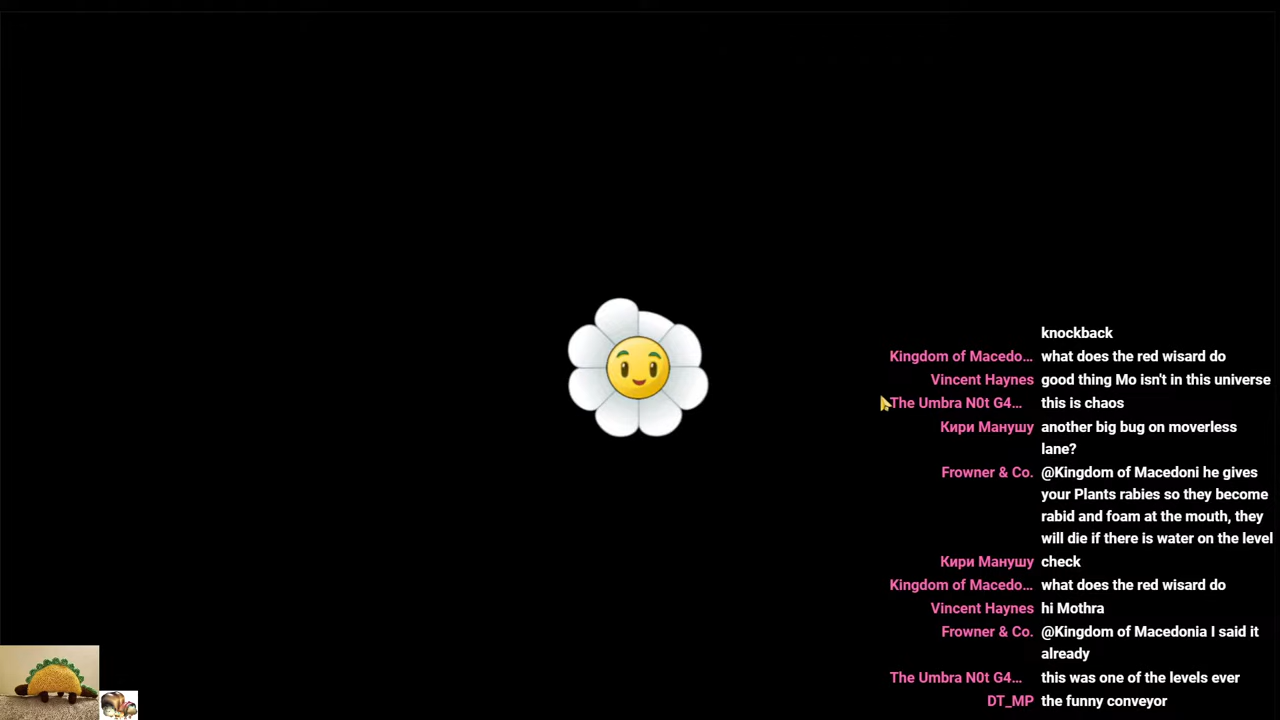 knockback
Kingdom of Macedo... what does the red wisard do
Vincent Haynes good thing Mo isn't in this universe
The Umbra N0t G4... this is chaos
Кири Манушу another big bug on moverless
lane?
Frowner & Co. @Kingdom of Macedoni he gives
your Plants rabies so they become
rabid and foam at the mouth, they
will die if there is water on the level
Кири Манушу check
Kingdom of Macedo... what does the red wisard do
Vincent Haynes hi Mothra
Frowner & Co. @Kingdom of Macedonia I said it
already
The Umbra N0t G4... this was one of the levels ever
DT_MP the funny conveyor